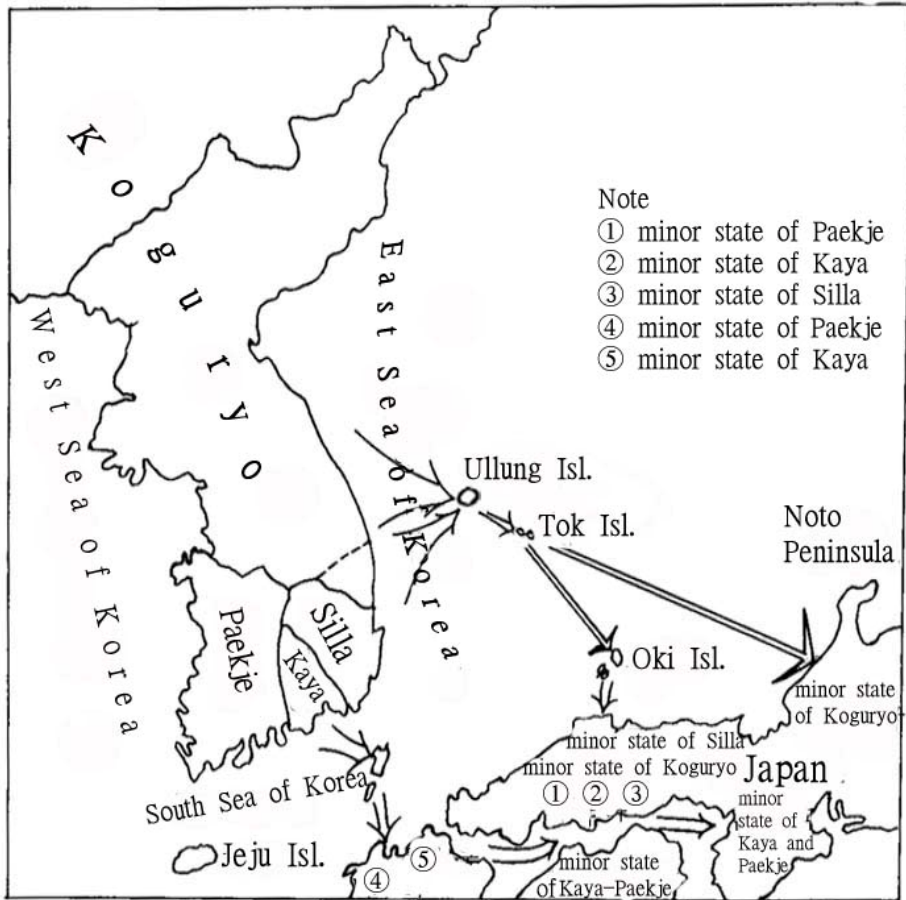 Koguryo
West Sea of Korea
East Sea of Korea
Note
① minor state of Paekje
② minor state of Kaya
③ minor state of Silla
④ minor state of Paekje
⑤ minor state of Kaya
Ullung Isl.
Tok Isl.
Noto
Peninsula
Paekje
Silla
Kaya
Oki Isl.
minor state
of Koguryo
minor state of Silla
minor state of Koguryo
Japan
① ② ③
South Sea of Korea
minor
state of
Kaya and
Paekje
Jeju Isl.
④
⑤
minor state
of Kaya-Paekje